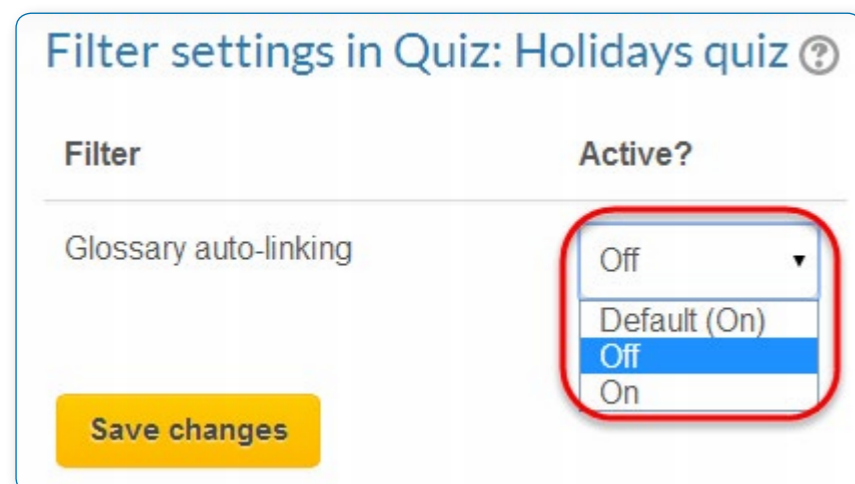 Filter settings in Quiz: Holidays quiz ?
Filter Active?
Glossary auto-linking Off
Default (On)
Off
On
Save changes